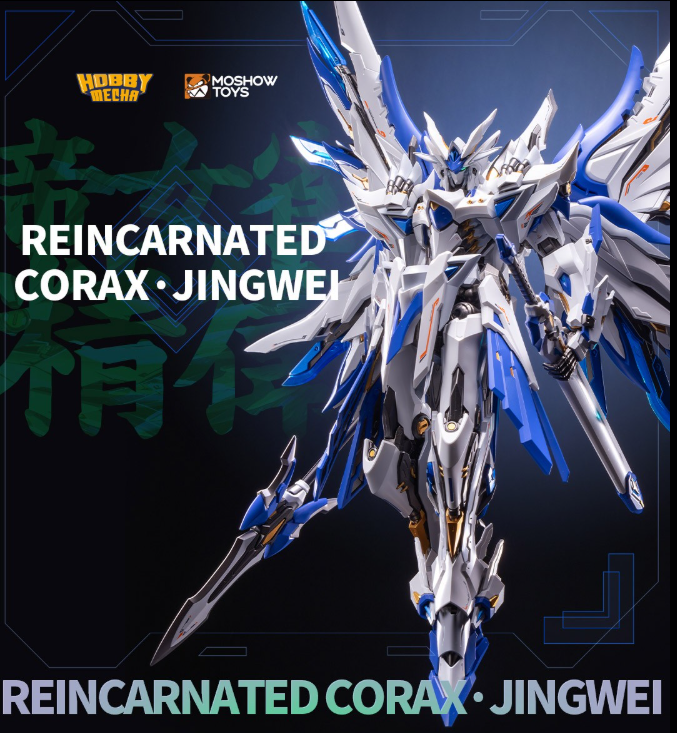 HOBBY
MECHA
MOSHOW
TOYS
REINCARNATED
CORAX · JINGWEI
REINCARNATED CORAX · JINGWEI